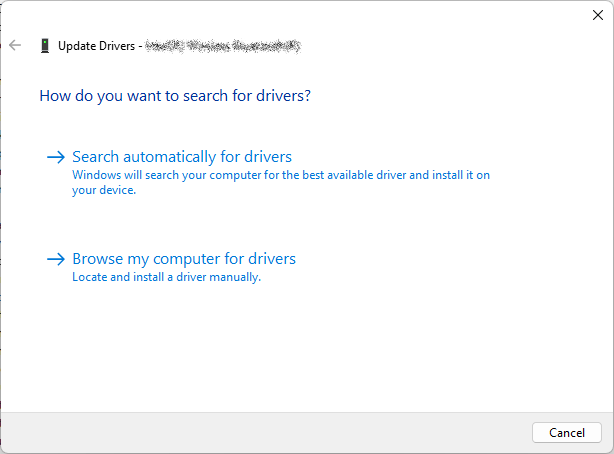 Update Drivers -
How do you want to search for drivers?
Search automatically for drivers
Windows will search your computer for the best available driver and install it on
your device.
Browse my computer for drivers
Locate and install a driver manually.
Cancel